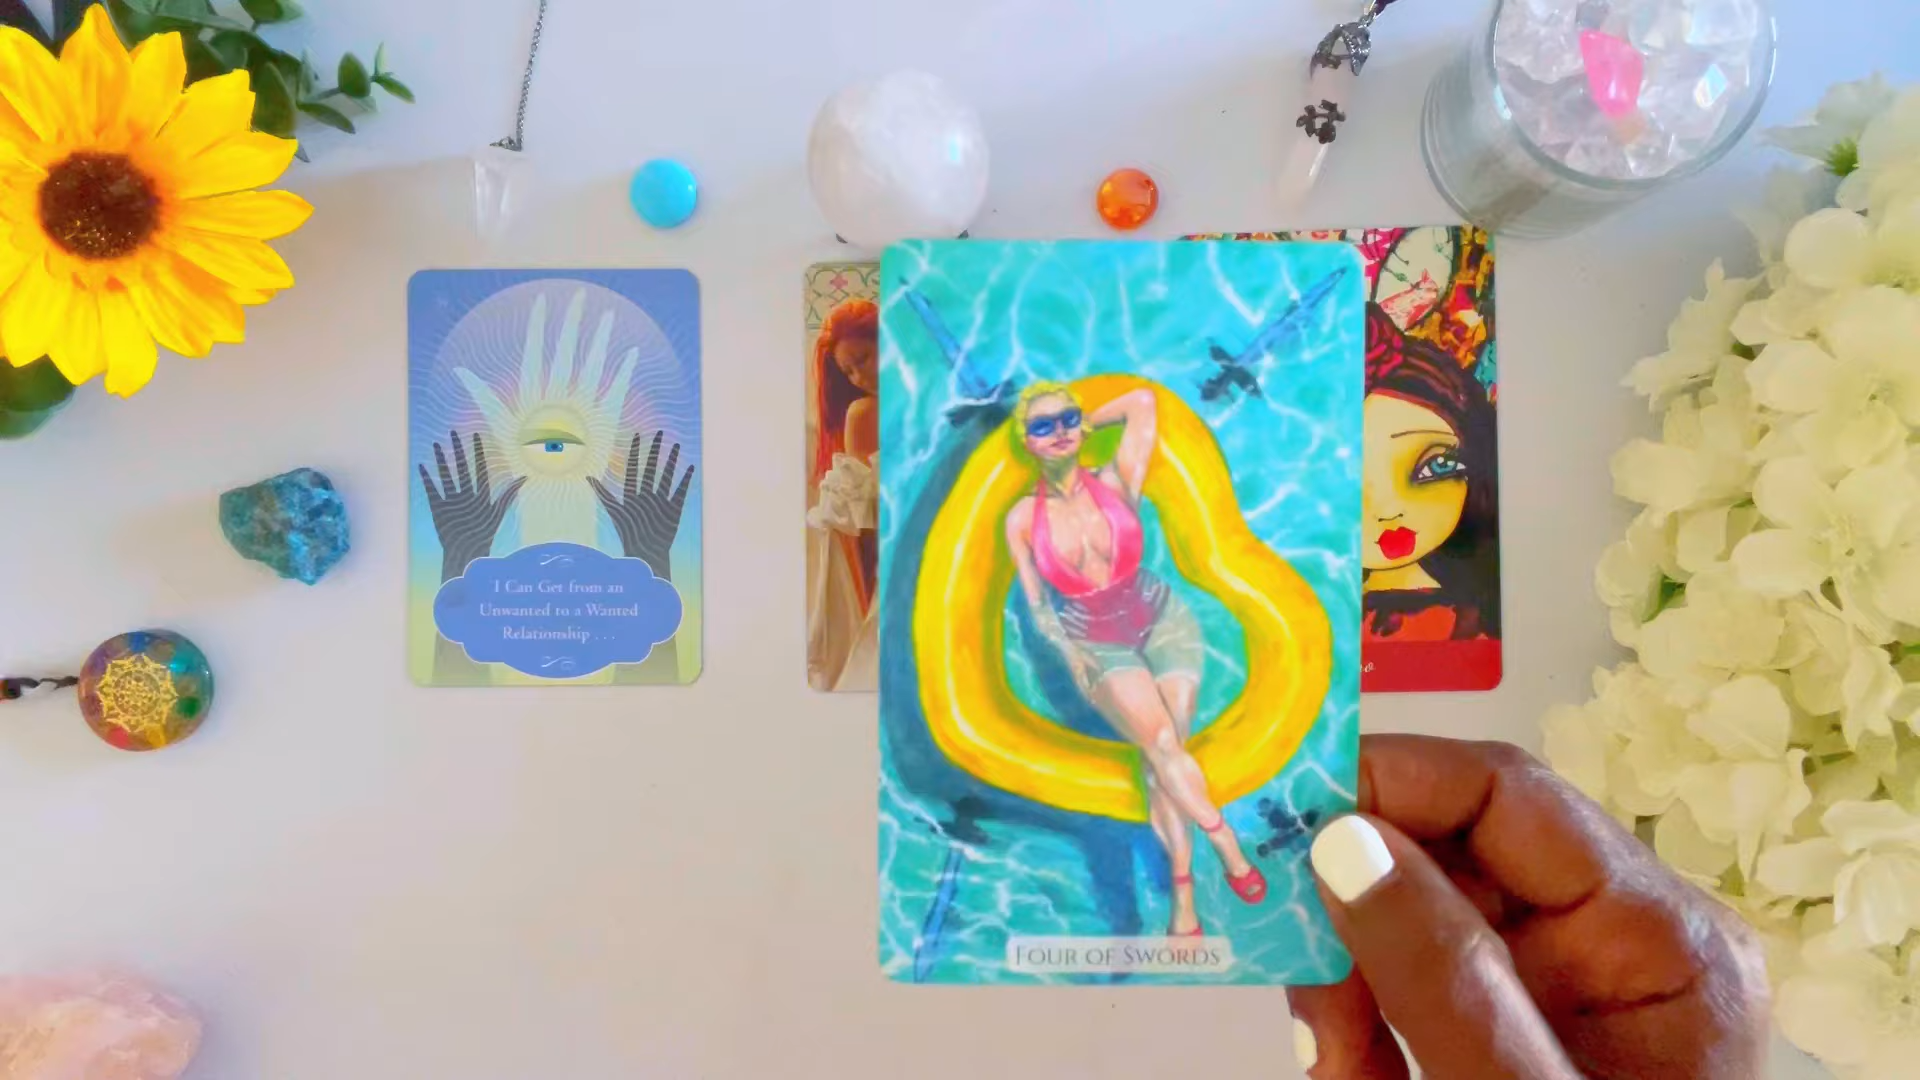 I Can Get from an
Unwanted to a Wanted
Relationship . . .
FOUR OF SWORDS